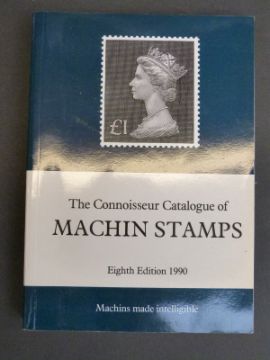 £1
The Connoisseur Catalogue of
MACHIN STAMPS
Eighth Edition 1990
Machins made intelligible